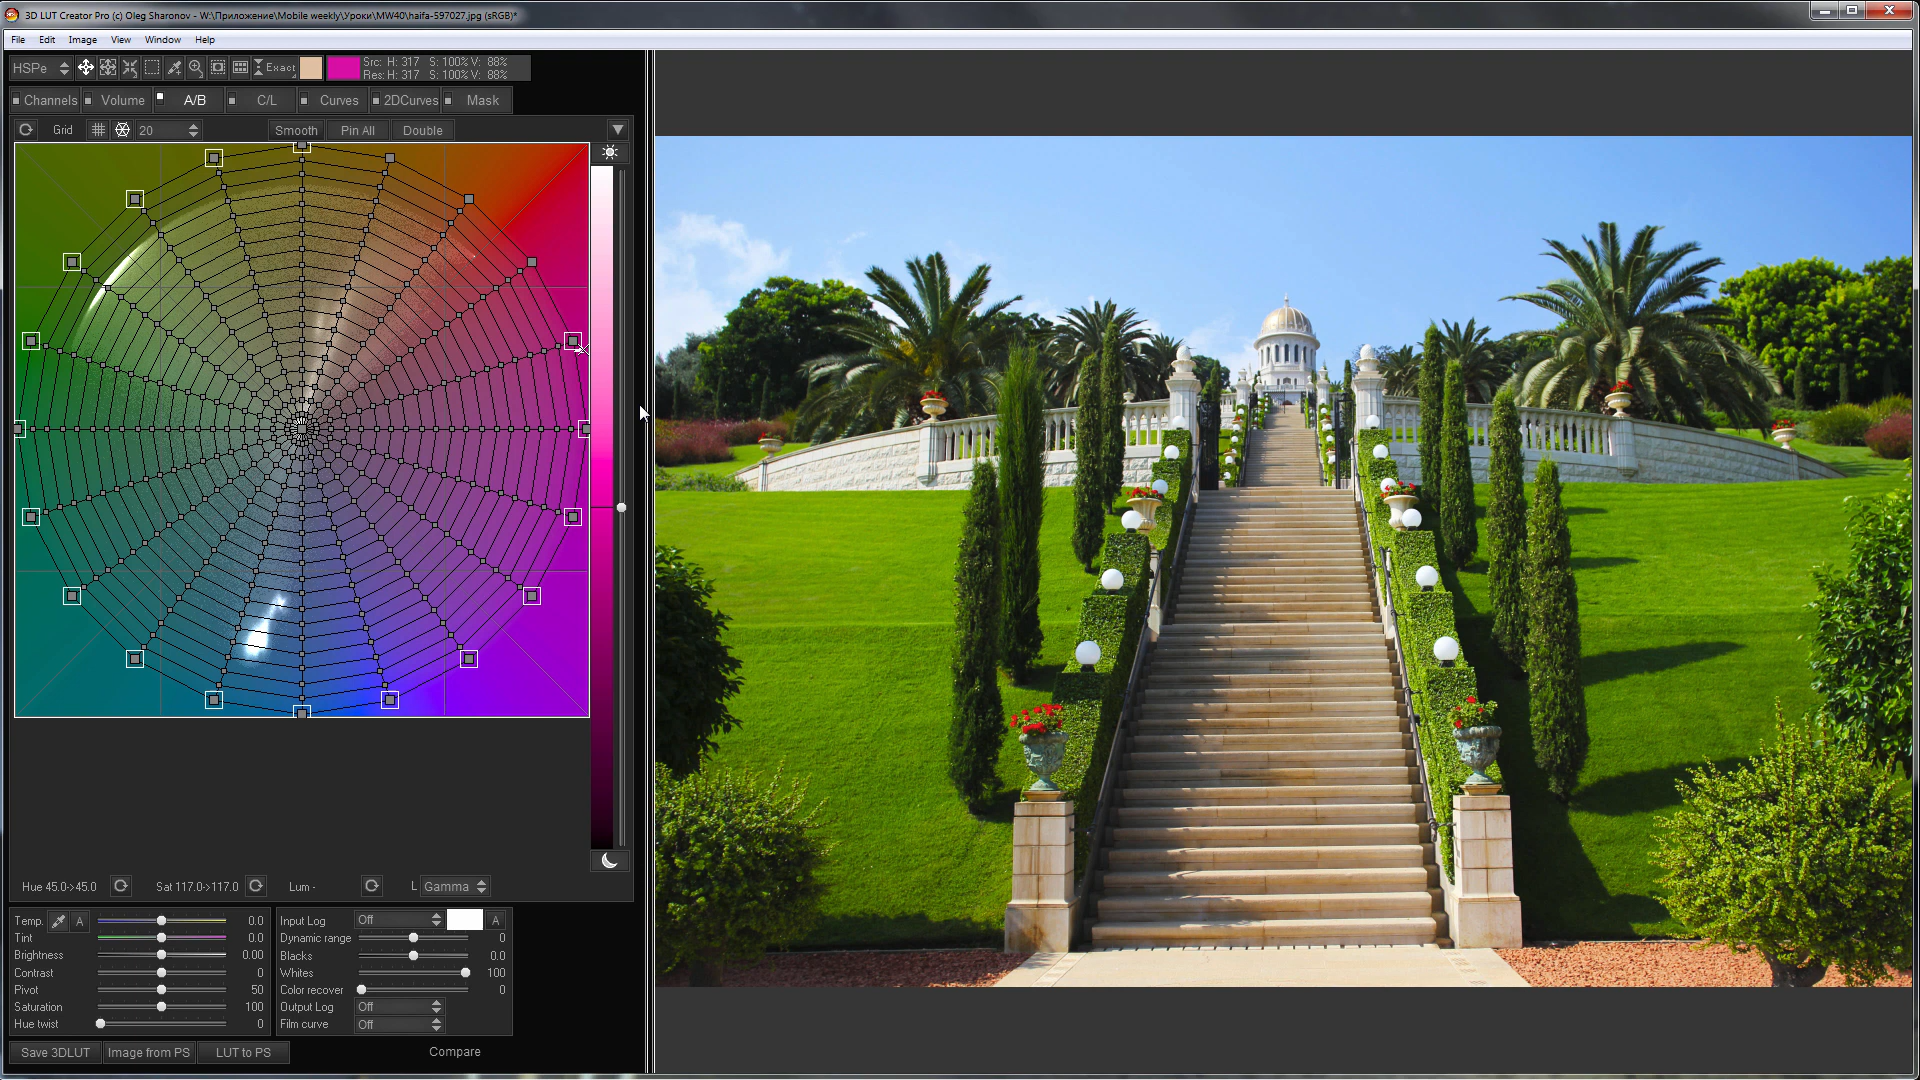 3D LUT Creator Pro (c) Oleg Sharonov - W:\Приложение\Mobile weekly\Уроки\MW40\haifa-597027.jpg (sRGB)*
File Edit Image View Window Help
HSPe Exact Src: H: 317 S: 100% V: 88%
Res: H: 317 S: 100% V: 88%
Channels Volume A/B C/L Curves 2DCurves Mask
Grid 20 Smooth Pin All Double
Hue 45.0->45.0 Sat 117.0->117.0 Lum - L Gamma
Temp. A 0.0 Input Log Off A
Tint 0.0 Dynamic range 0
Brightness 0.00 Blacks 0.0
Contrast 0 Whites 100
Pivot 50 Color recover 0
Saturation 100 Output Log Off
Hue twist 0 Film curve Off
Save 3DLUT Image from PS LUT to PS Compare